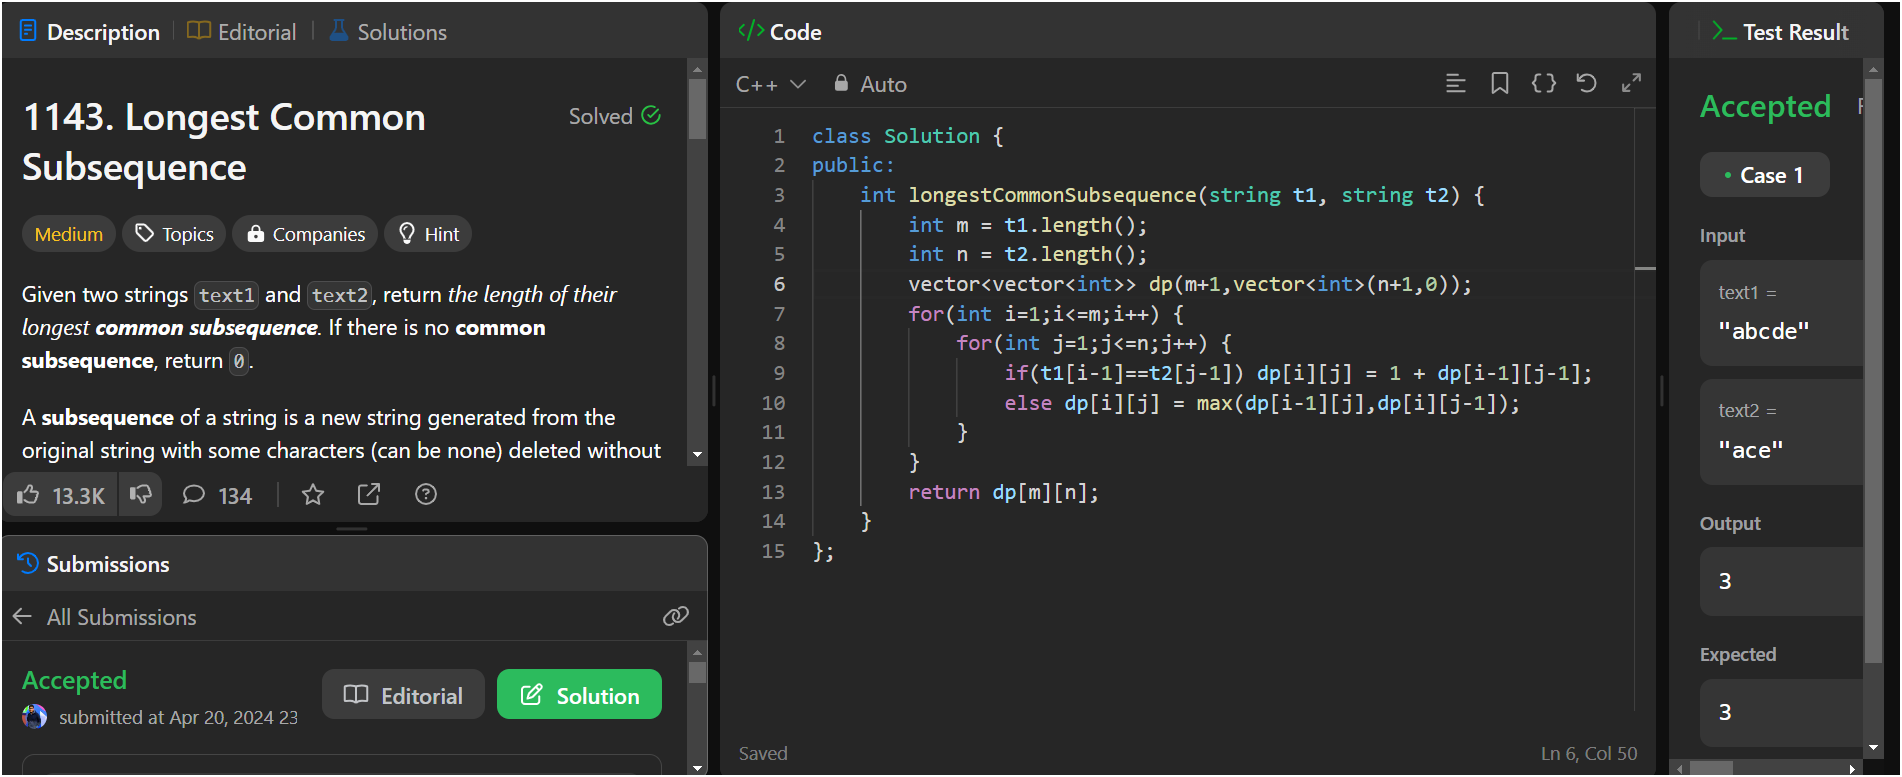 Description
Editorial
Solutions
1143. Longest Common
Subsequence
Solved
Medium
Topics
Companies
Hint
Given two strings text1 and text2, return the length of their
longest common subsequence. If there is no common
subsequence, return 0.
A subsequence of a string is a new string generated from the
original string with some characters (can be none) deleted without
13.3K
134
Submissions
All Submissions
Accepted
submitted at Apr 20, 2024 23
Editorial
Solution
</> Code
C++
Auto
1 class Solution {
2 public:
3     int longestCommonSubsequence(string t1, string t2) {
4         int m = t1.length();
5         int n = t2.length();
6         vector<vector<int>> dp(m+1,vector<int>(n+1,0));
7         for(int i=1;i<=m;i++) {
8             for(int j=1;j<=n;j++) {
9                 if(t1[i-1]==t2[j-1]) dp[i][j] = 1 + dp[i-1][j-1];
10                 else dp[i][j] = max(dp[i-1][j],dp[i][j-1]);
11             }
12         }
13         return dp[m][n];
14     }
15 };
Saved
Ln 6, Col 50
Test Result
Accepted
Case 1
Input
text1 =
"abcde"
text2 =
"ace"
Output
3
Expected
3